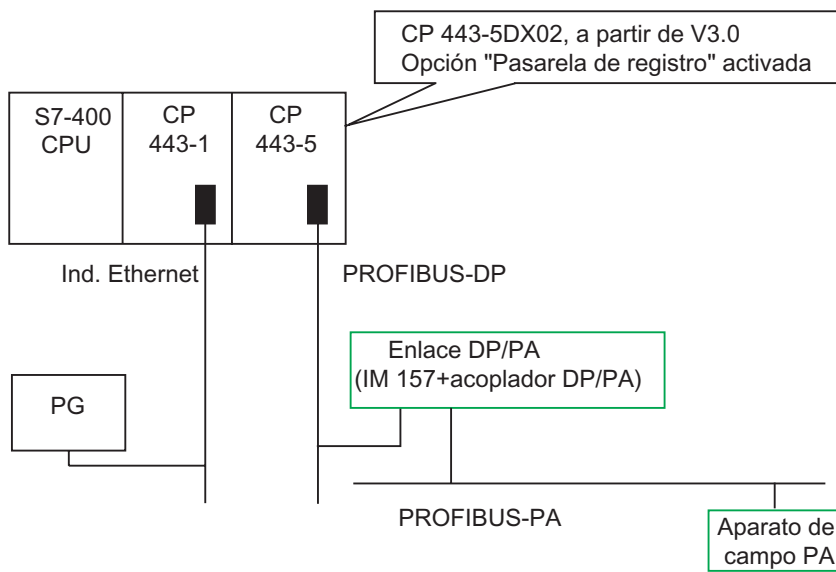 CP 443-5DX02, a partir de V3.0
Opción "Pasarela de registro" activada
S7-400
CPU
CP
443-1
CP
443-5
Ind. Ethernet
PROFIBUS-DP
Enlace DP/PA
(IM 157+acoplador DP/PA)
PG
PROFIBUS-PA
Aparato de
campo PA